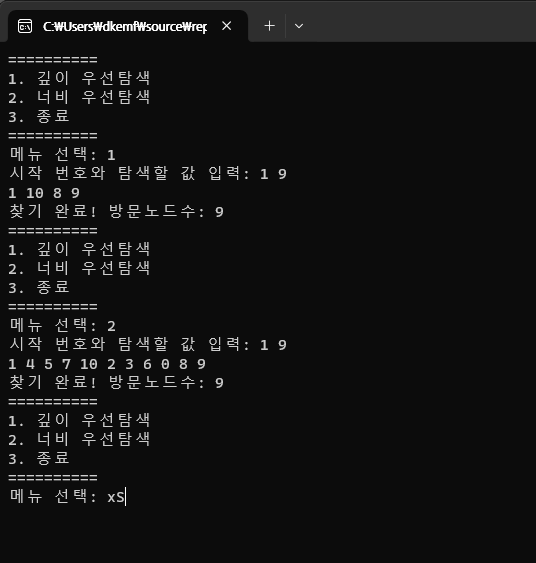 C:₩Users₩dkemf₩source₩rep
==========
1. 깊이 우선탐색
2. 너비 우선탐색
3. 종료
==========
메뉴 선택: 1
시작 번호와 탐색할 값 입력: 1 9
1 10 8 9
찾기 완료! 방문노드수: 9
==========
1. 깊이 우선탐색
2. 너비 우선탐색
3. 종료
==========
메뉴 선택: 2
시작 번호와 탐색할 값 입력: 1 9
1 4 5 7 10 2 3 6 0 8 9
찾기 완료! 방문노드수: 9
==========
1. 깊이 우선탐색
2. 너비 우선탐색
3. 종료
==========
메뉴 선택: xS